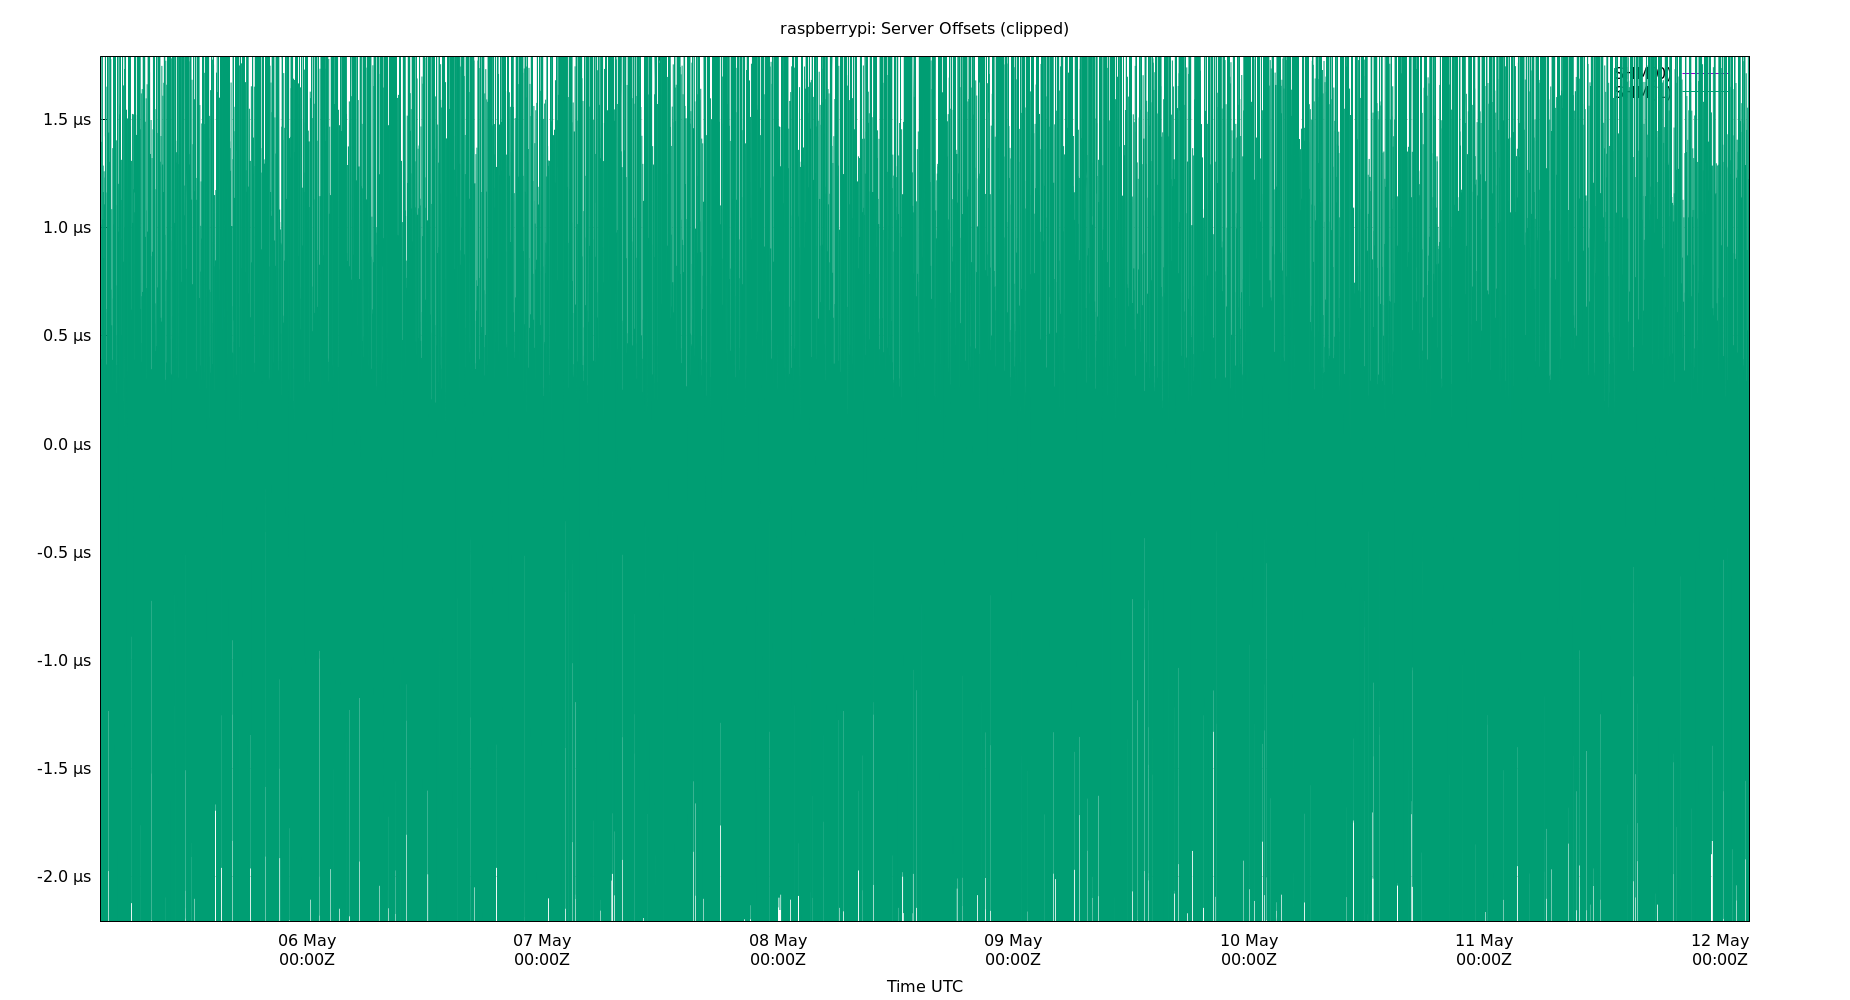 raspberrypi: Server Offsets (clipped)
1.5 µs
1.0 µs
0.5 µs
0.0 µs
-0.5 µs
-1.0 µs
-1.5 µs
-2.0 µs
06 May 07 May 08 May 09 May 10 May 11 May 12 May
00:00Z 00:00Z 00:00Z 00:00Z 00:00Z 00:00Z 00:00Z
Time UTC